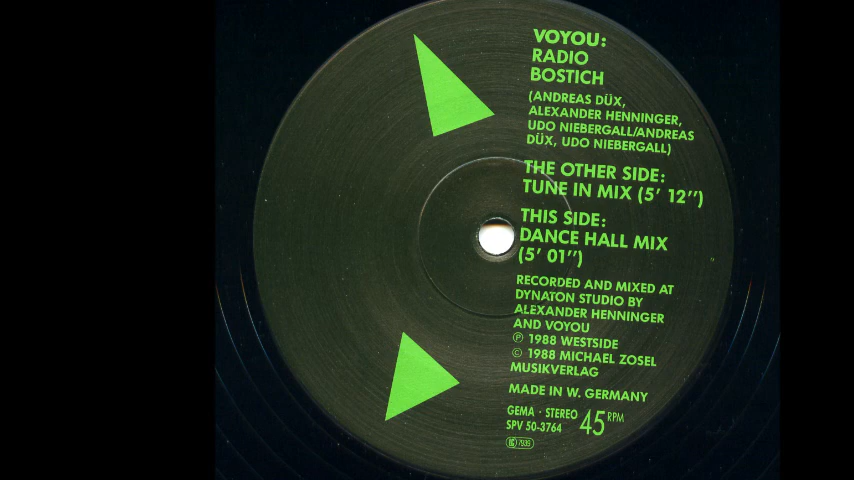 VOYOU:
RADIO
BOSTICH
(ANDREAS DÜX,
ALEXANDER HENNINGER,
UDO NIEBERGALL/ANDREAS
DÜX, UDO NIEBERGALL)
THE OTHER SIDE:
TUNE IN MIX (5' 12'')
THIS SIDE:
DANCE HALL MIX
(5' 01'')
RECORDED AND MIXED AT
DYNATON STUDIO BY
ALEXANDER HENNINGER
AND VOYOU
℗ 1988 WESTSIDE
© 1988 MICHAEL ZOSEL
MUSIKVERLAG
MADE IN W. GERMANY
GEMA · STEREO 45 RPM
SPV 50-3764
LC 7935